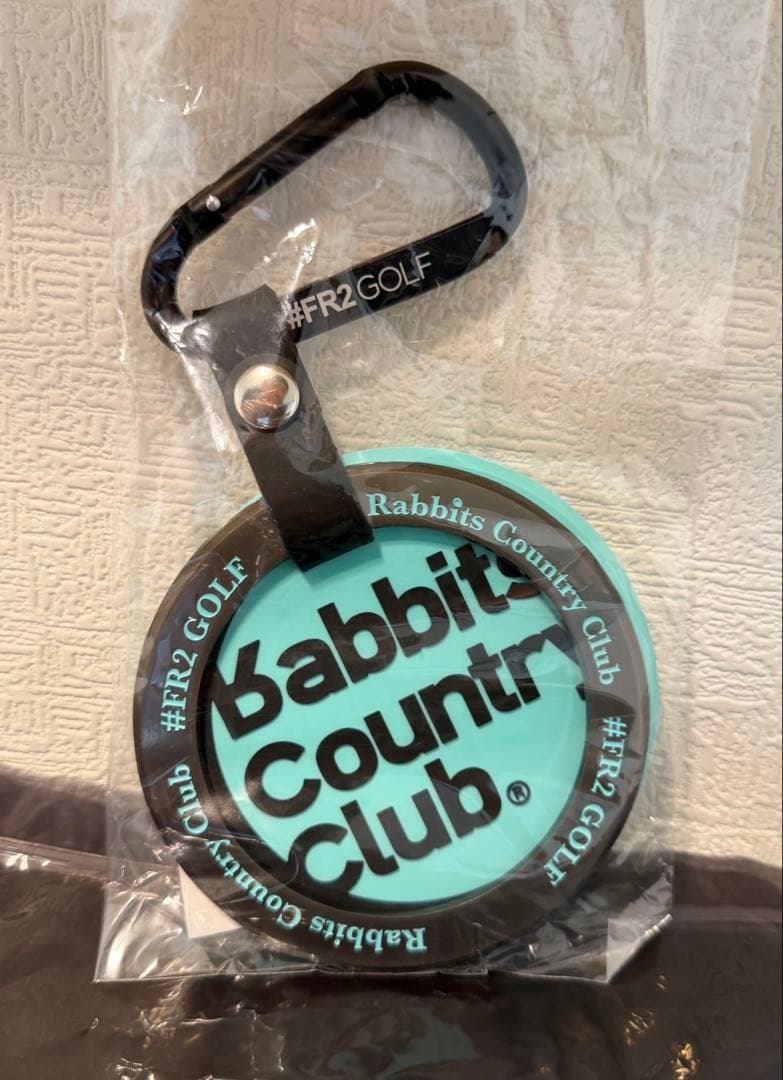 #FR2 GOLF
Rabbits Country Club
#FR2 GOLF
Rabbits Country Club
#FR2 GOLF
Rabbits
Country
Club.®